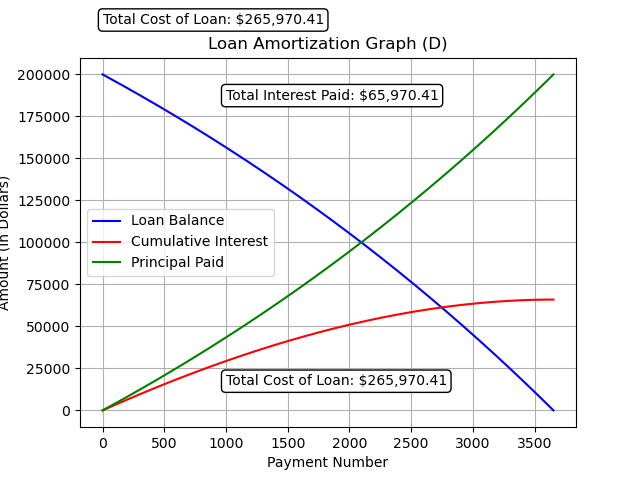 Total Cost of Loan: $265,970.41
Loan Amortization Graph (D)
200000
175000
150000
125000
100000
75000
50000
25000
0
Amount (in Dollars)
Total Interest Paid: $65,970.41
Loan Balance
Cumulative Interest
Principal Paid
Total Cost of Loan: $265,970.41
0 500 1000 1500 2000 2500 3000 3500
Payment Number